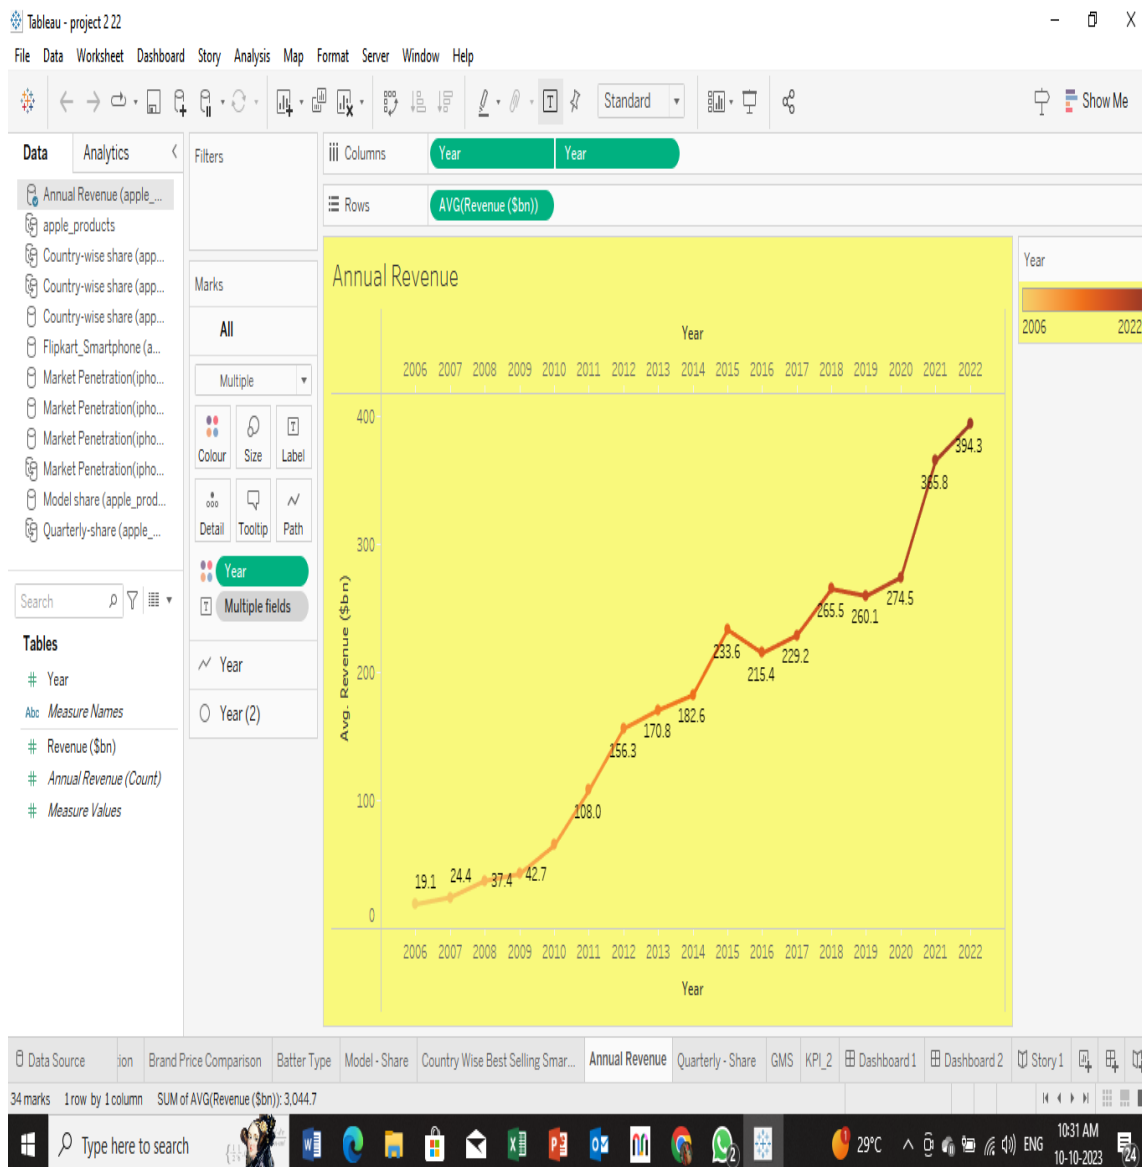 Tableau - project 2 22
File Data Worksheet Dashboard Story Analysis Map Format Server Window Help
Standard
Show Me
Data Analytics
Filters
Columns Year Year
Rows AVG(Revenue ($bn))
Annual Revenue (apple_...
apple_products
Country-wise share (app...
Country-wise share (app...
Country-wise share (app...
Flipkart_Smartphone (a...
Market Penetration(ipho...
Market Penetration(ipho...
Market Penetration(ipho...
Market Penetration(ipho...
Model share (apple_prod...
Quarterly-share (apple_...
Search
Tables
# Year
Abc Measure Names
# Revenue ($bn)
# Annual Revenue (Count)
# Measure Values
Marks
All
Multiple
Colour Size Label
Detail Tooltip Path
Year
Multiple fields
Year
Year (2)
Annual Revenue
Year
2006 2007 2008 2009 2010 2011 2012 2013 2014 2015 2016 2017 2018 2019 2020 2021 2022
400
300
200
100
0
Avg. Revenue ($bn)
394.3
365.8
274.5
265.5 260.1
233.6
229.2
215.4
182.6
170.8
156.3
108.0
19.1 24.4 37.4 42.7
2006 2007 2008 2009 2010 2011 2012 2013 2014 2015 2016 2017 2018 2019 2020 2021 2022
Year
Year
2006 2022
Data Source tion Brand Price Comparison Batter Type Model - Share Country Wise Best Selling Smar... Annual Revenue Quarterly - Share GMS KPI_2 Dashboard 1 Dashboard 2 Story 1
34 marks 1 row by 1 column SUM of AVG(Revenue ($bn)): 3,044.7
Type here to search
29°C ENG
10:31 AM
10-10-2023
24